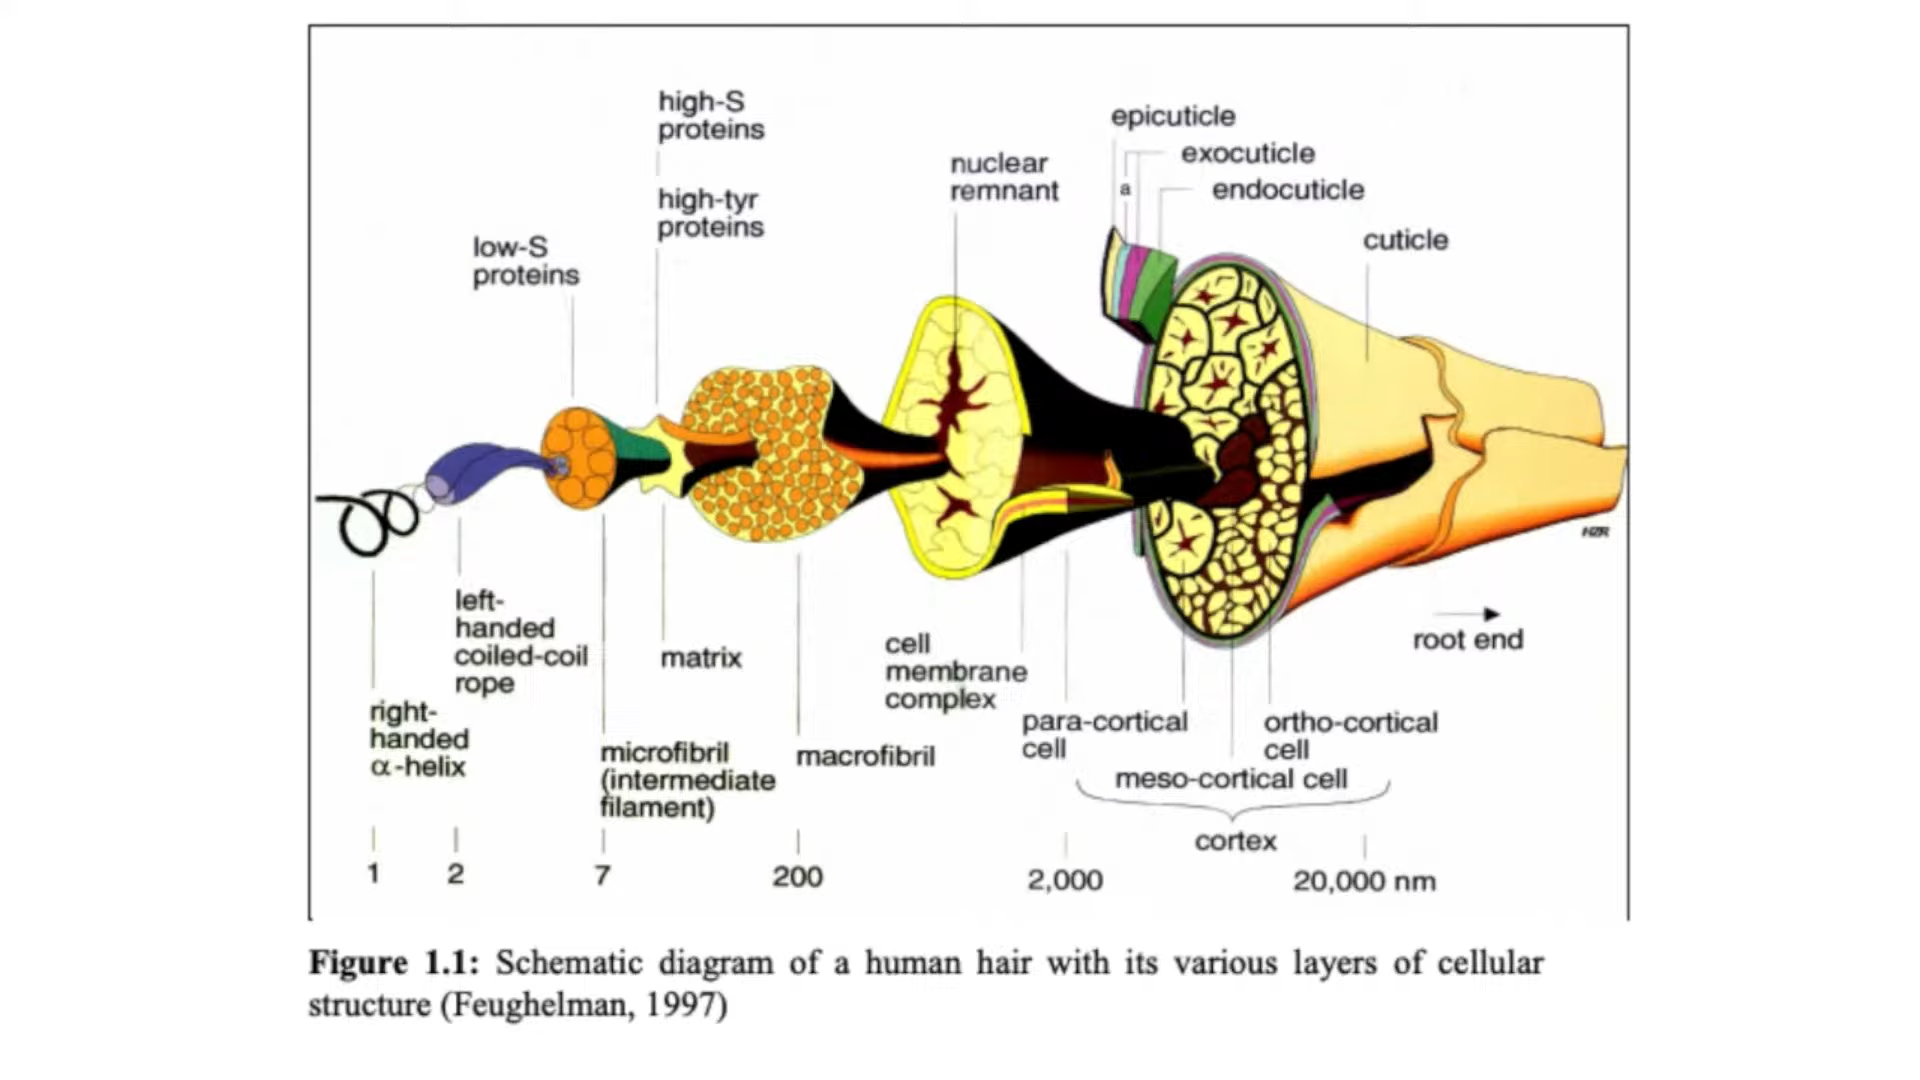 high-S
proteins
high-tyr
proteins
low-S
proteins
nuclear
remnant
epicuticle
exocuticle
a
endocuticle
cuticle
HZR
root end
left-
handed
coiled-coil
rope
right-
handed
α-helix
matrix
microfibril
(intermediate
filament)
macrofibril
cell
membrane
complex
para-cortical
cell
ortho-cortical
cell
meso-cortical cell
cortex
1 2 7 200 2,000 20,000 nm
Figure 1.1: Schematic diagram of a human hair with its various layers of cellular
structure (Feughelman, 1997)